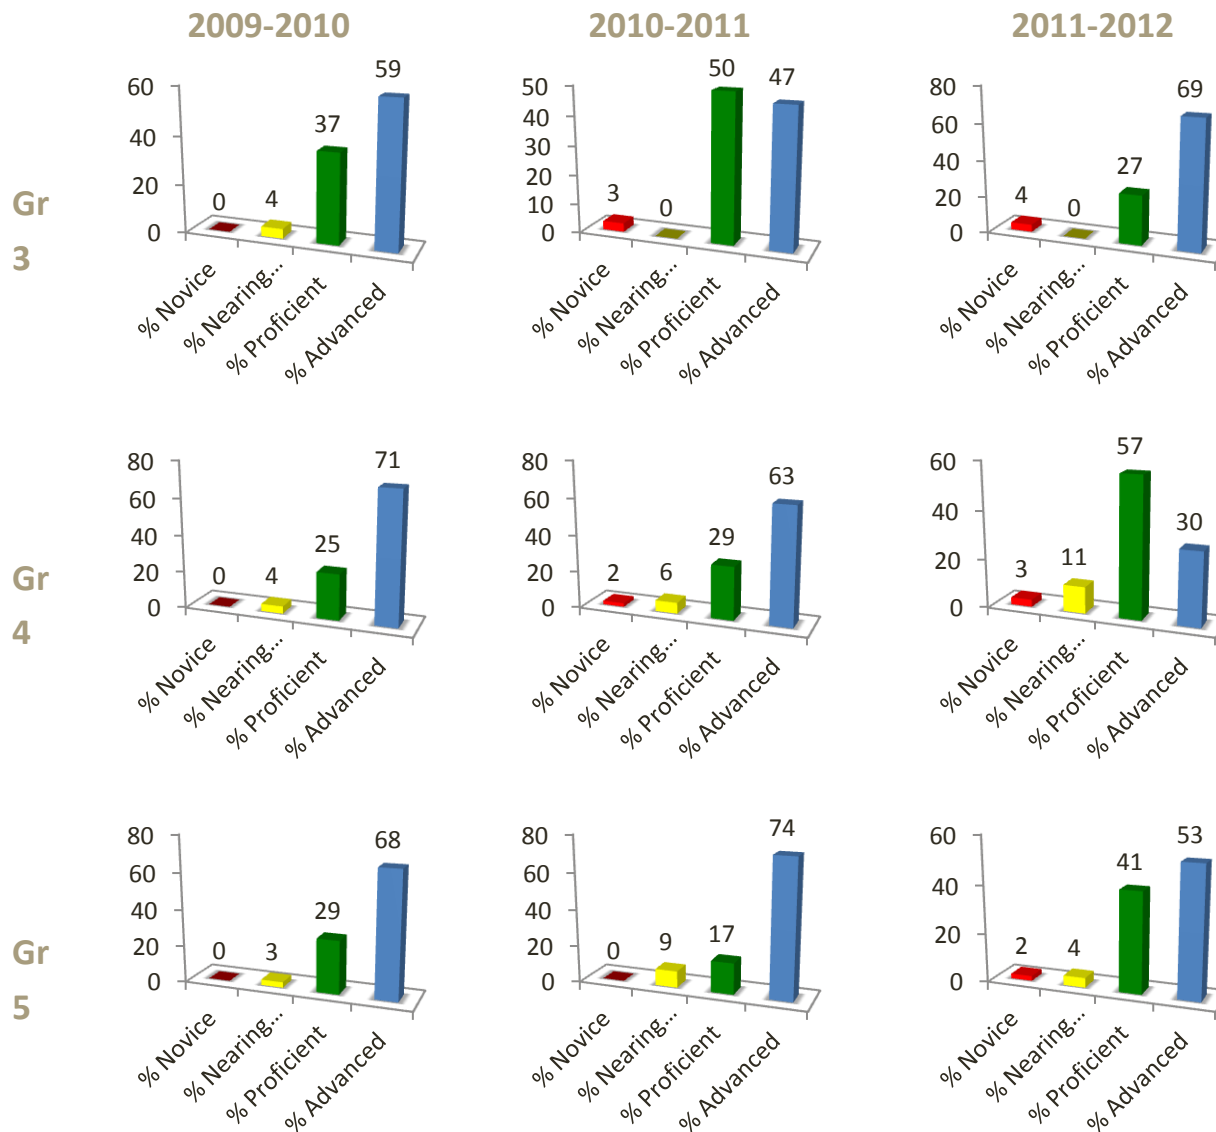 2009-2010 2010-2011 2011-2012
Gr
3
60
40
20
0
0 4 37 59
% Novice
% Nearing...
% Proficient
% Advanced
50
40
30
20
10
0
3 0 50 47
% Novice
% Nearing...
% Proficient
% Advanced
80
60
40
20
0
4 0 27 69
% Novice
% Nearing...
% Proficient
% Advanced
Gr
4
80
60
40
20
0
0 4 25 71
% Novice
% Nearing...
% Proficient
% Advanced
80
60
40
20
0
2 6 29 63
% Novice
% Nearing...
% Proficient
% Advanced
60
40
20
0
3 11 57 30
% Novice
% Nearing...
% Proficient
% Advanced
Gr
5
80
60
40
20
0
0 3 29 68
% Novice
% Nearing...
% Proficient
% Advanced
80
60
40
20
0
0 9 17 74
% Novice
% Nearing...
% Proficient
% Advanced
60
40
20
0
2 4 41 53
% Novice
% Nearing...
% Proficient
% Advanced